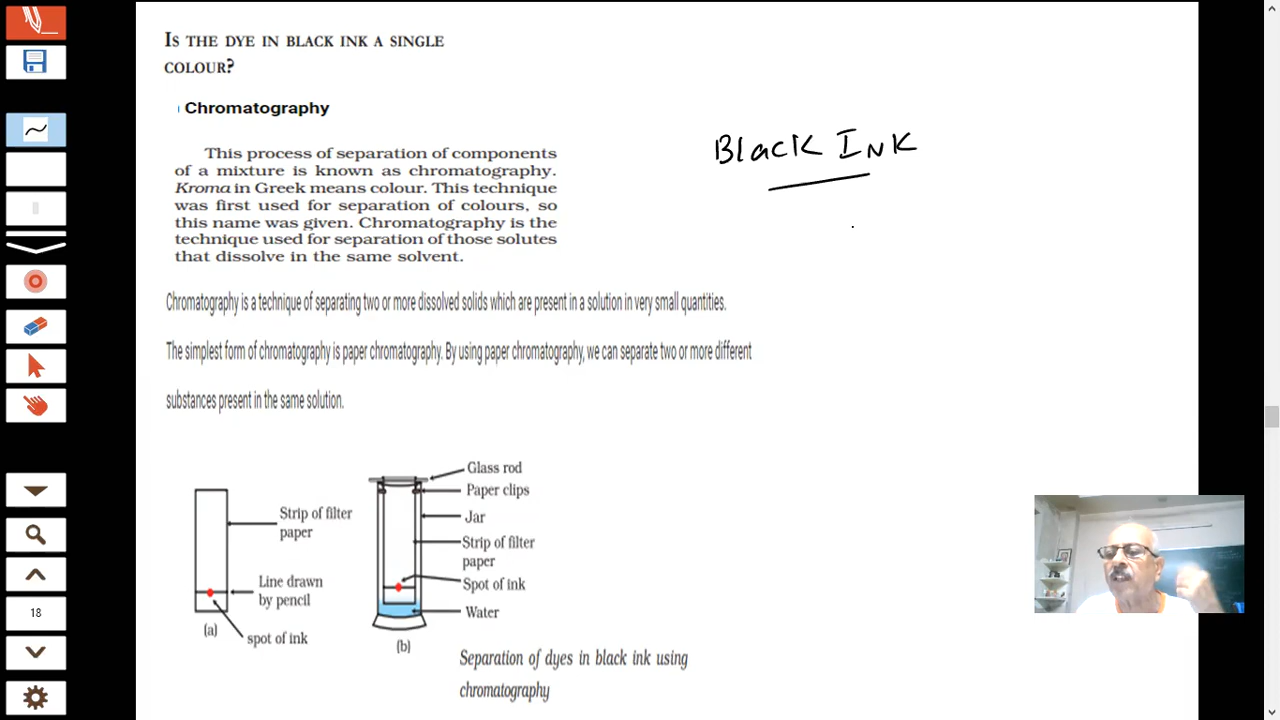 IS THE DYE IN BLACK INK A SINGLE
COLOUR?
Chromatography
This process of separation of components
of a mixture is known as chromatography.
Kroma in Greek means colour. This technique
was first used for separation of colours, so
this name was given. Chromatography is the
technique used for separation of those solutes
that dissolve in the same solvent.
Black INK
Chromatography is a technique of separating two or more dissolved solids which are present in a solution in very small quantities.
The simplest form of chromatography is paper chromatography. By using paper chromatography, we can separate two or more different
substances present in the same solution.
Strip of filter
paper
Line drawn
by pencil
spot of ink
(a)
Glass rod
Paper clips
Jar
Strip of filter
paper
Spot of ink
Water
(b)
Separation of dyes in black ink using
chromatography
18